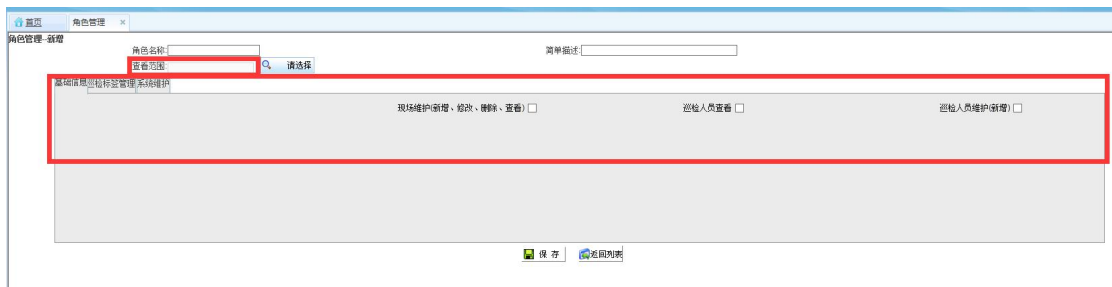 首页 角色管理 ×
角色管理--新增
角色名称: 简单描述:
查看范围: 请选择
基础信息 巡检标签管理 系统维护
现场维护(新增、修改、删除、查看) 巡检人员查看 巡检人员维护(新增)
保 存 返回列表